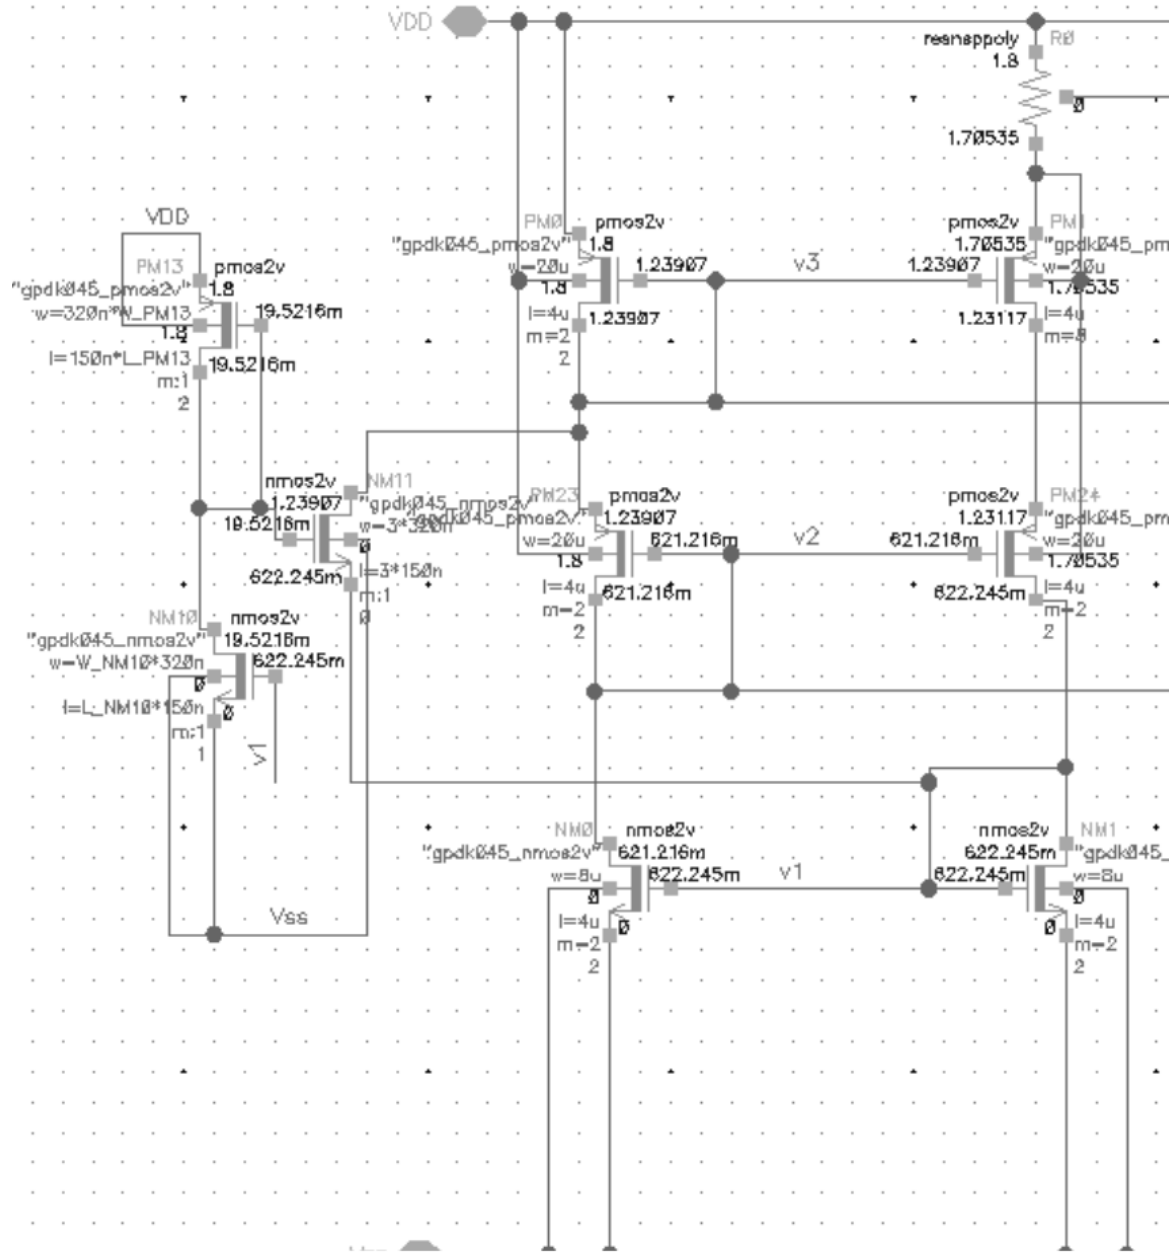 VDD
R0
resnsppoly
1.8
0
1.70535
VDD
PM13
pmos2v
"gpdk045_pmos2v"
1.8
w=320n*W_PM13
19.5216m
1.8
l=150n*L_PM13
19.5216m
m:1
2
PM0
pmos2v
"gpdk045_pmos2v"
1.8
w=20u
1.23907
1.8
l=4u
1.23907
m=2
2
v3
pmos2v
PM1
1.70535
"gpdk045_pm
1.23907
w=20u
1.70535
l=4u
1.23117
m=8
nmos2v
NM11
1.23907
"gpdk045_nmos2v"
19.5216m
w=3*320n
0
622.245m
l=3*150n
m:1
0
PM23
pmos2v
"gpdk045_pmos2v"
1.23907
w=20u
621.216m
1.8
l=4u
621.216m
m=2
2
v2
pmos2v
PM24
1.23117
"gpdk045_pm
621.216m
w=20u
1.70535
l=4u
622.245m
m=2
2
NM10
nmos2v
"gpdk045_nmos2v"
19.5216m
w=W_NM10*320n
622.245m
0
l=L_NM10*150n
0
m:1
1
v1
Vss
NM0
nmos2v
"gpdk045_nmos2v"
621.216m
w=8u
622.245m
0
l=4u
0
m=2
2
v1
nmos2v
NM1
622.245m
"gpdk045_
622.245m
w=8u
0
l=4u
0
m=2
2